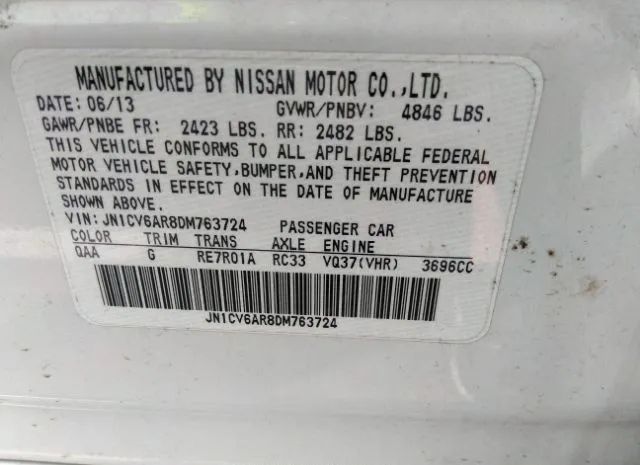 MANUFACTURED BY NISSAN MOTOR CO.,LTD.
DATE: 06/13 GVWR/PNBV: 4846 LBS.
GAWR/PNBE FR: 2423 LBS. RR: 2482 LBS.
THIS VEHICLE CONFORMS TO ALL APPLICABLE FEDERAL
MOTOR VEHICLE SAFETY,BUMPER,AND THEFT PREVENTION
STANDARDS IN EFFECT ON THE DATE OF MANUFACTURE
SHOWN ABOVE.
VIN: JN1CV6AR8DM763724 PASSENGER CAR
COLOR TRIM TRANS AXLE ENGINE
QAA G RE7R01A RC33 VQ37(VHR) 3696CC
JN1CV6AR8DM763724